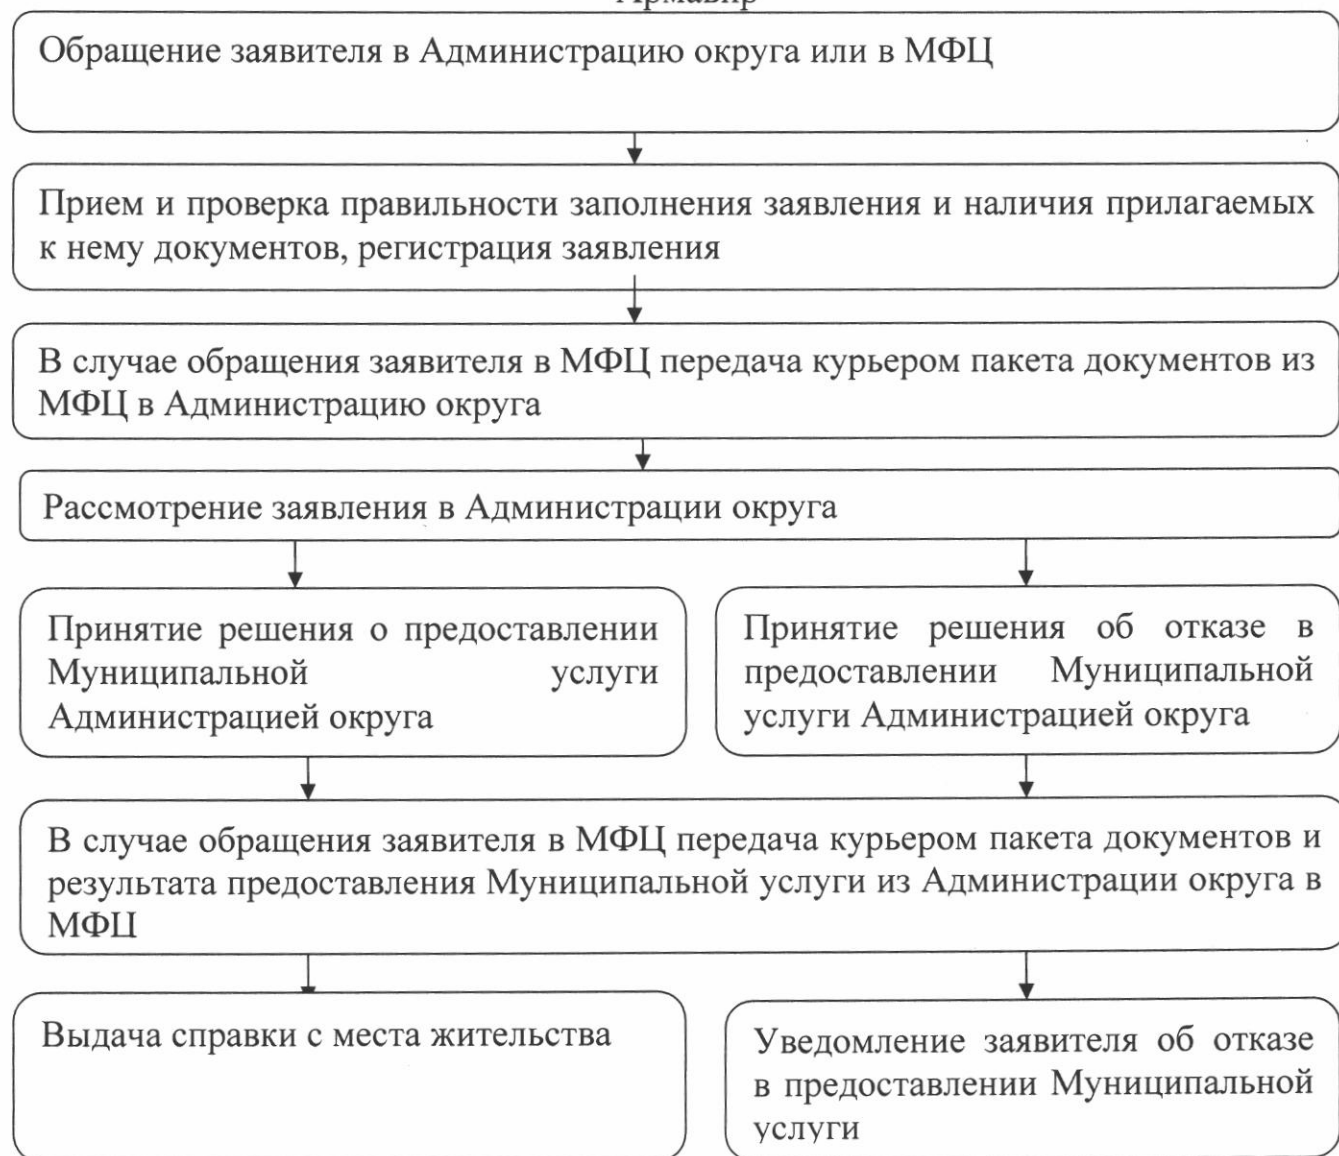 Армавир
Обращение заявителя в Администрацию округа или в МФЦ
Прием и проверка правильности заполнения заявления и наличия прилагаемых
к нему документов, регистрация заявления
В случае обращения заявителя в МФЦ передача курьером пакета документов из
МФЦ в Администрацию округа
Рассмотрение заявления в Администрации округа
Принятие решения о предоставлении
Муниципальной услуги
Администрацией округа
Принятие решения об отказе в
предоставлении Муниципальной
услуги Администрацией округа
В случае обращения заявителя в МФЦ передача курьером пакета документов и
результата предоставления Муниципальной услуги из Администрации округа в
МФЦ
Выдача справки с места жительства
Уведомление заявителя об отказе
в предоставлении Муниципальной
услуги